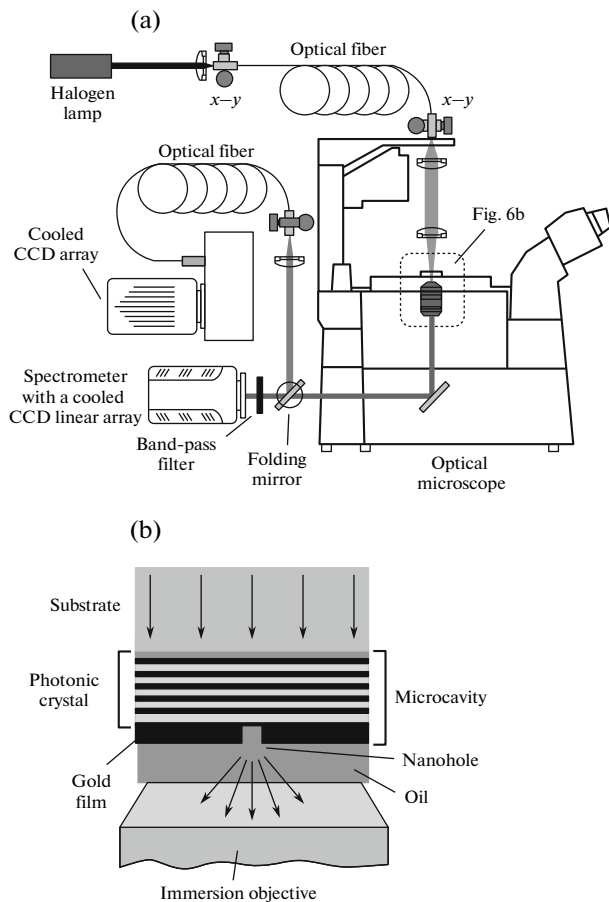 (a)
Optical fiber
Halogen
lamp
x–y
x–y
Optical fiber
Fig. 6b
Cooled
CCD array
Spectrometer
with a cooled
CCD linear array
Band-pass
filter
Folding
mirror
Optical
microscope
(b)
Substrate
Photonic
crystal
Microcavity
Nanohole
Gold
film
Oil
Immersion objective